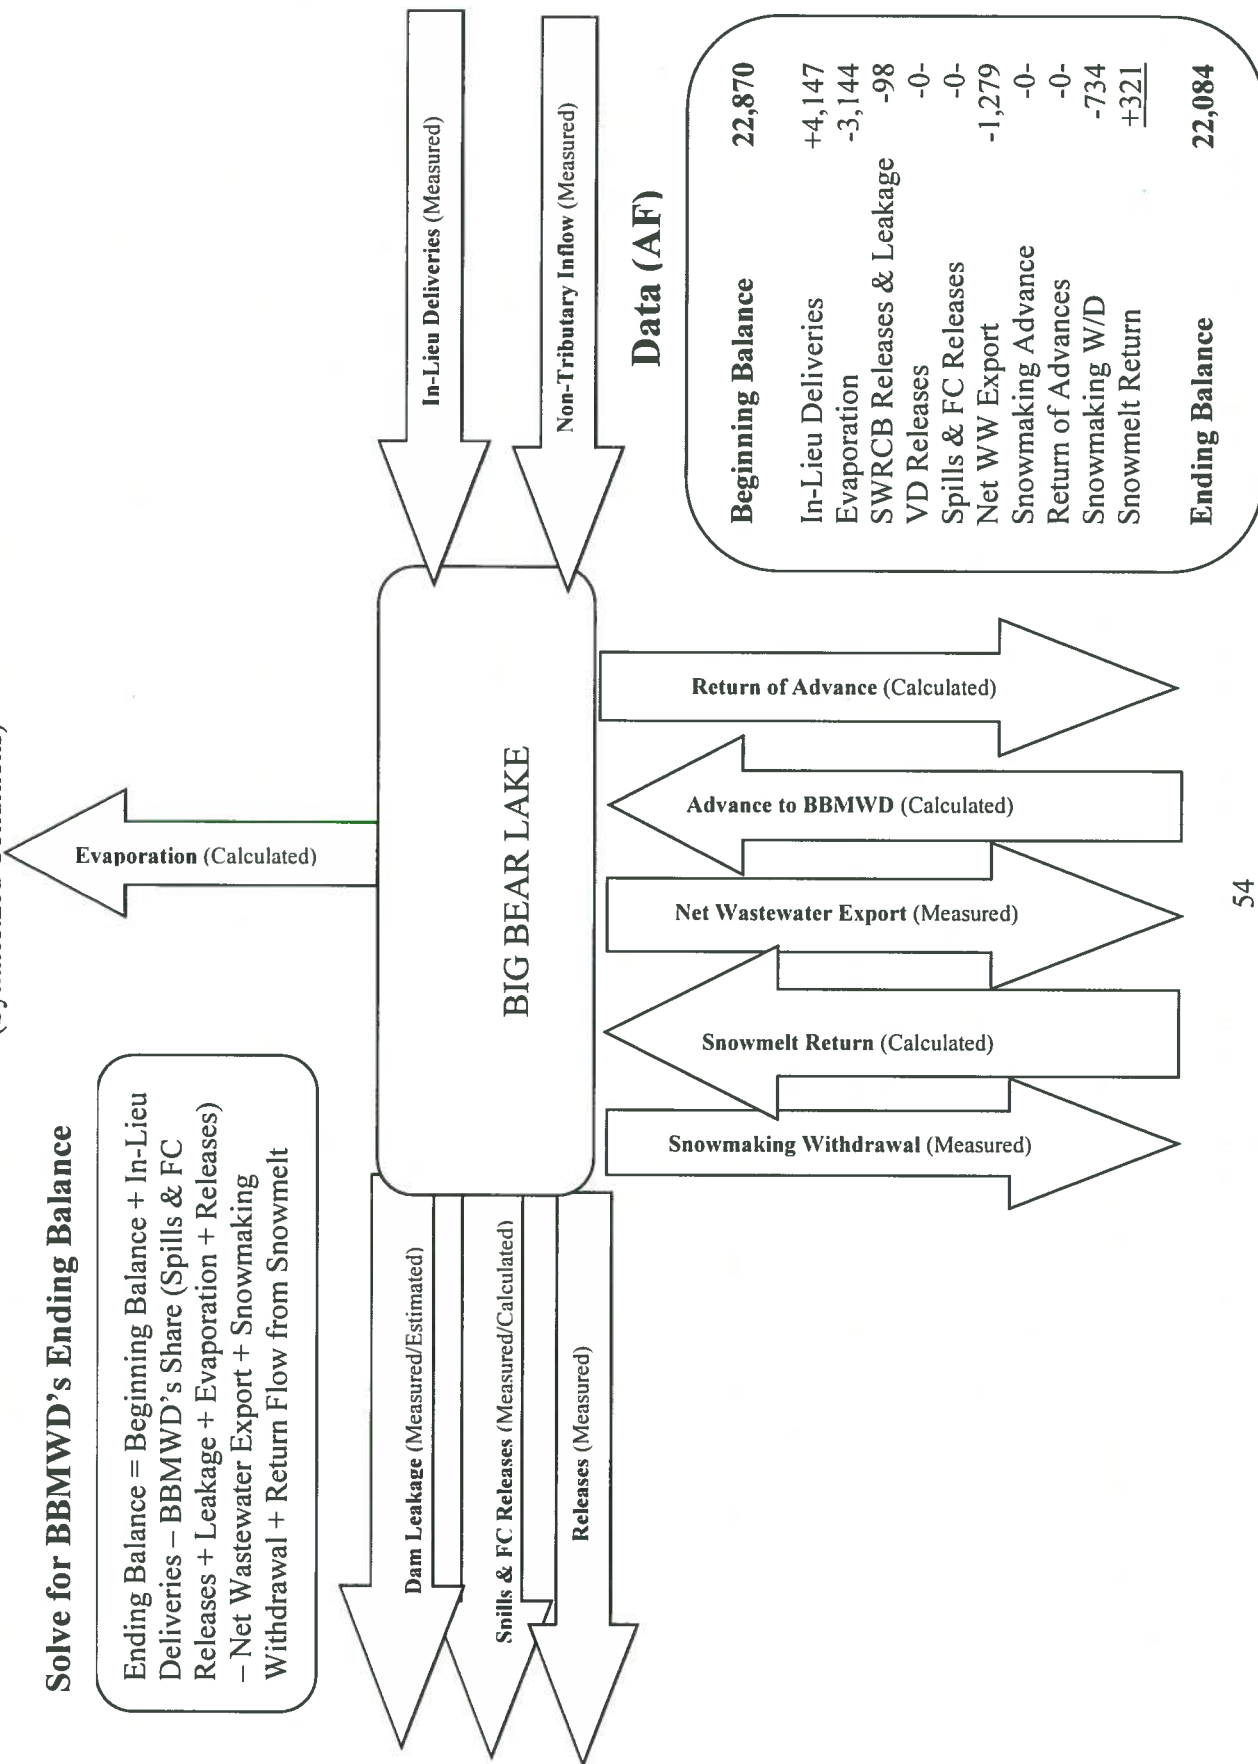 Solve for BBMWD's Ending Balance
Ending Balance = Beginning Balance + In-Lieu
Deliveries – BBMWD's Share (Spills & FC
Releases + Leakage + Evaporation + Releases)
– Net Wastewater Export + Snowmaking
Withdrawal + Return Flow from Snowmelt
Evaporation (Calculated)
In-Lieu Deliveries (Measured)
Non-Tributary Inflow (Measured)
BIG BEAR LAKE
Dam Leakage (Measured/Estimated)
Spills & FC Releases (Measured/Calculated)
Releases (Measured)
Snowmaking Withdrawal (Measured)
Snowmelt Return (Calculated)
Net Wastewater Export (Measured)
Advance to BBMWD (Calculated)
Return of Advance (Calculated)
Data (AF)
Beginning Balance 22,870
In-Lieu Deliveries +4,147
Evaporation -3,144
SWRCB Releases & Leakage -98
VD Releases -0-
Spills & FC Releases -0-
Net WW Export -1,279
Snowmaking Advance -0-
Return of Advances -0-
Snowmaking W/D -734
Snowmelt Return +321
Ending Balance 22,084
54